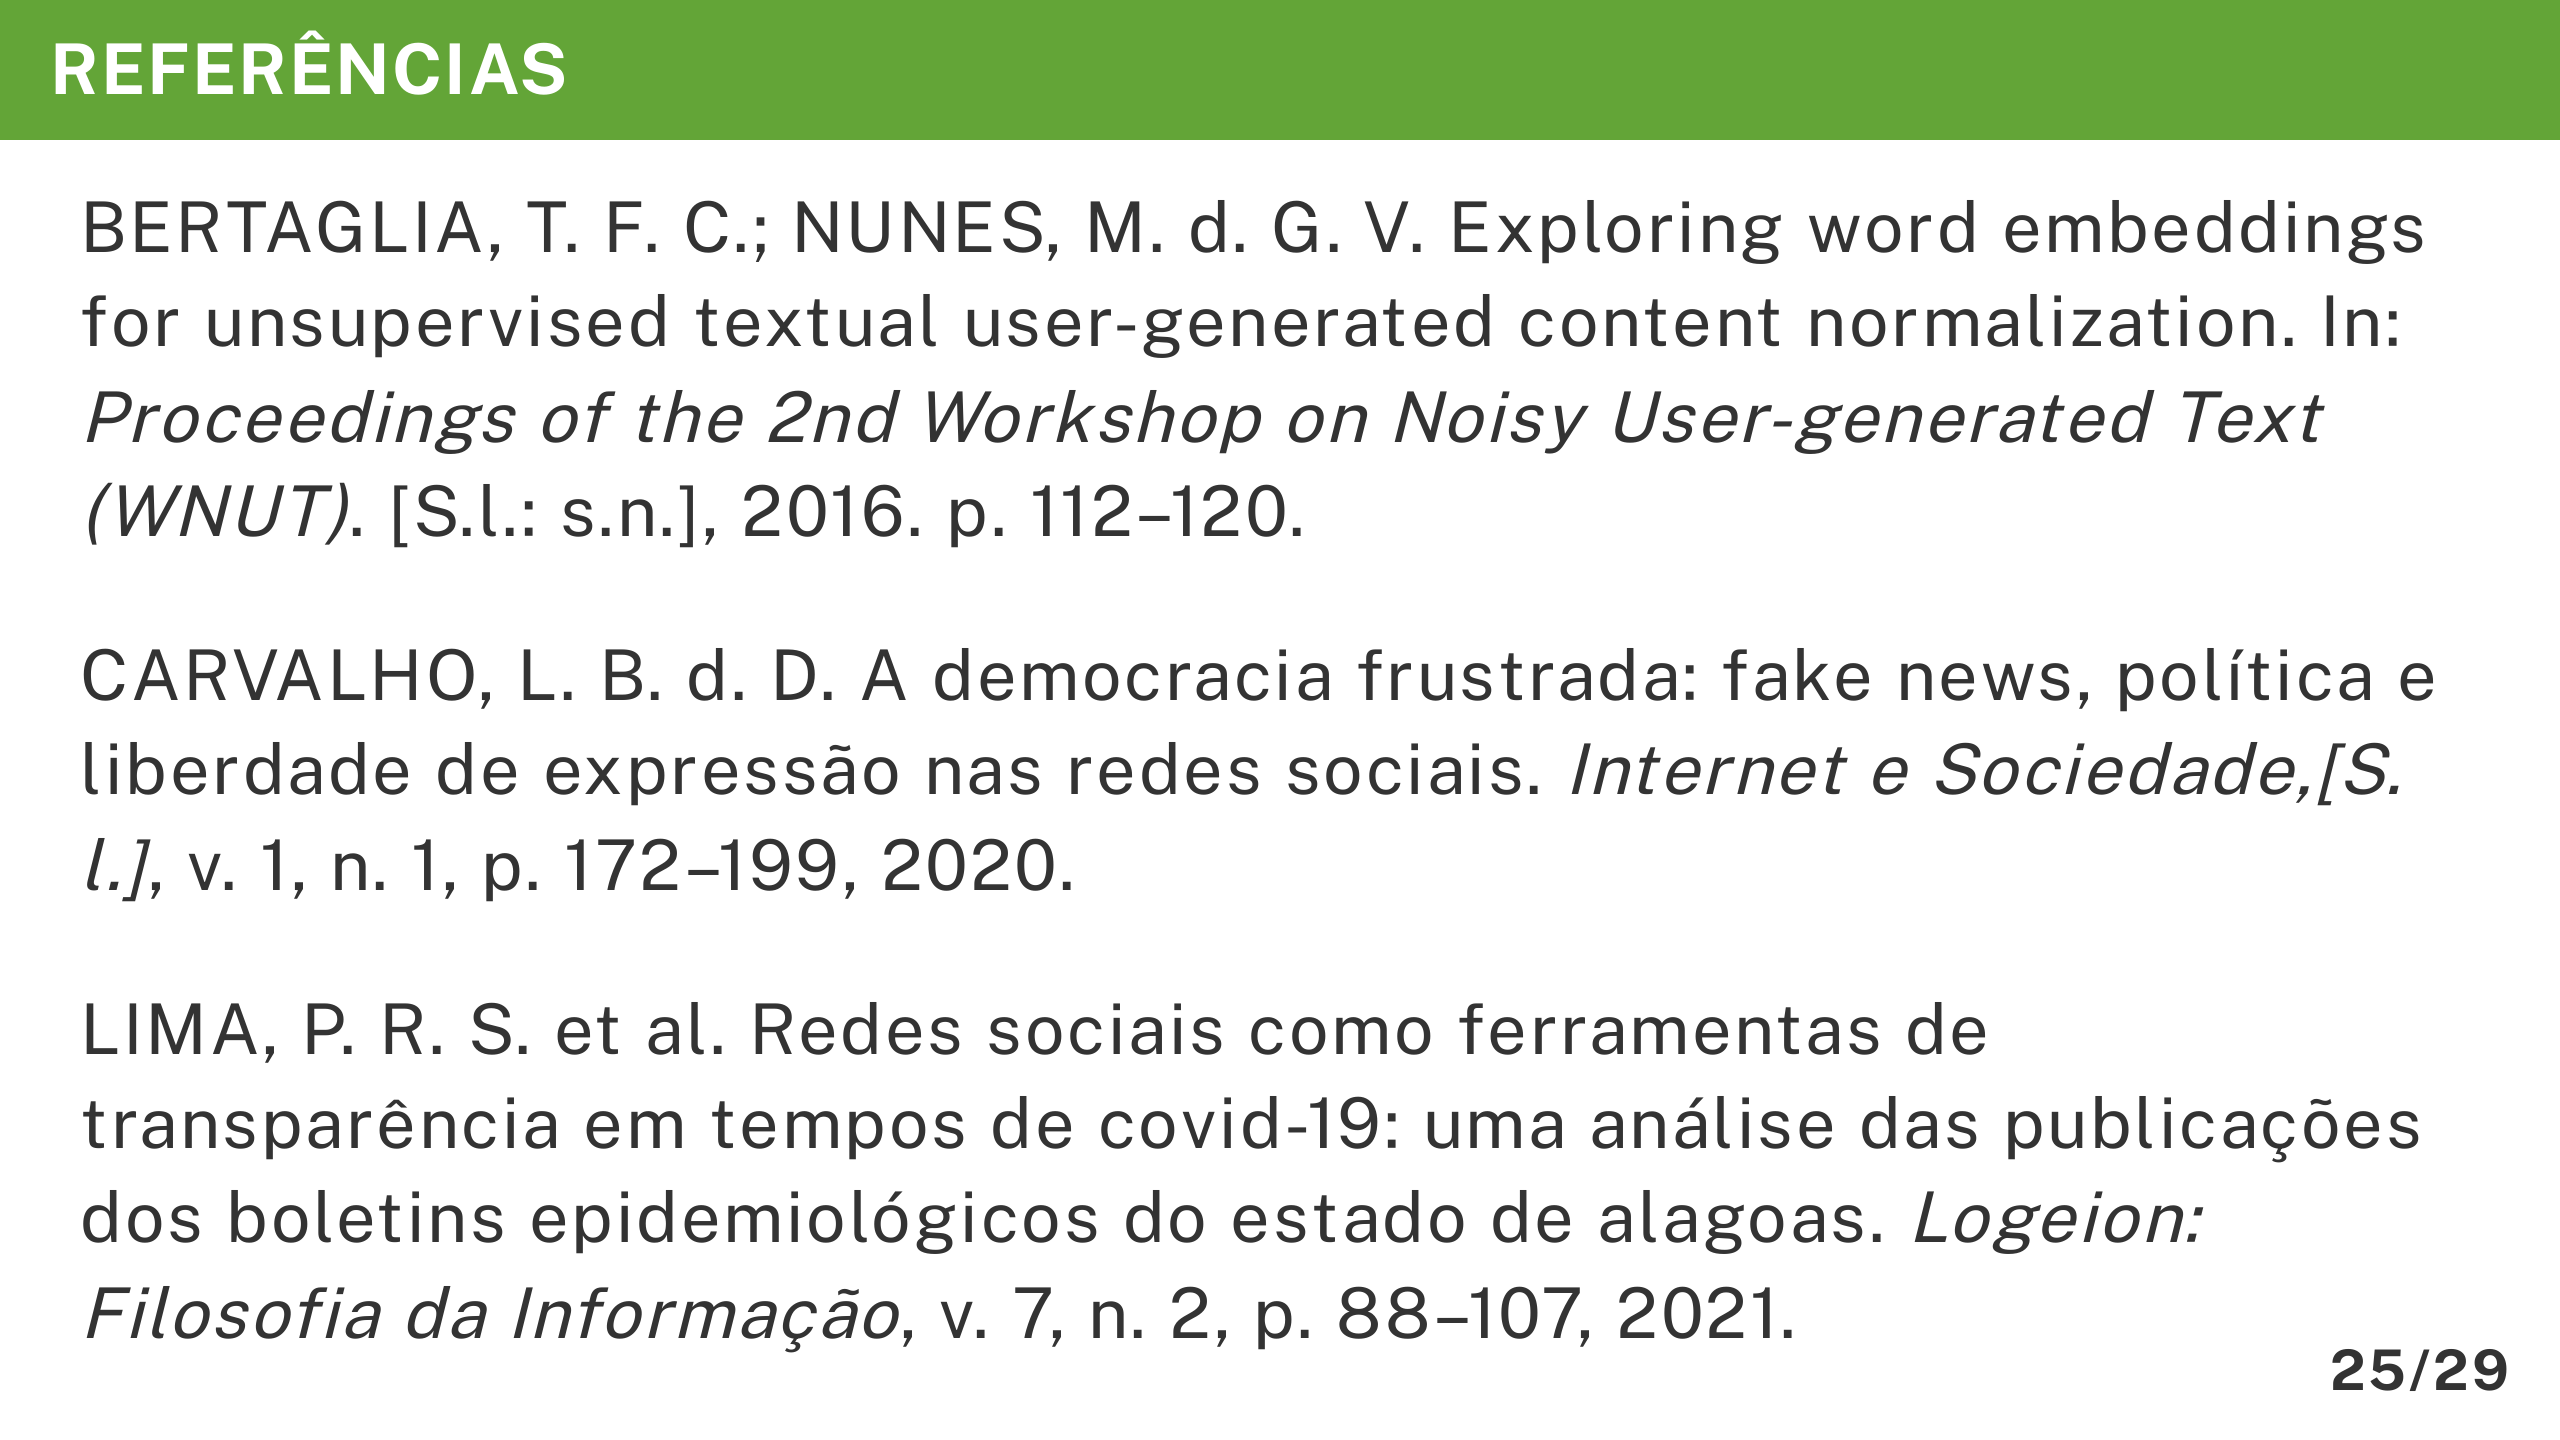 REFERÊNCIAS
BERTAGLIA, T. F. C.; NUNES, M. d. G. V. Exploring word embeddings
for unsupervised textual user-generated content normalization. In:
Proceedings of the 2nd Workshop on Noisy User-generated Text
(WNUT). [S.l.: s.n.], 2016. p. 112–120.
CARVALHO, L. B. d. D. A democracia frustrada: fake news, política e
liberdade de expressão nas redes sociais. Internet e Sociedade,[S.
l.], v. 1, n. 1, p. 172–199, 2020.
LIMA, P. R. S. et al. Redes sociais como ferramentas de
transparência em tempos de covid-19: uma análise das publicações
dos boletins epidemiológicos do estado de alagoas. Logeion:
Filosofia da Informação, v. 7, n. 2, p. 88–107, 2021.
25/29